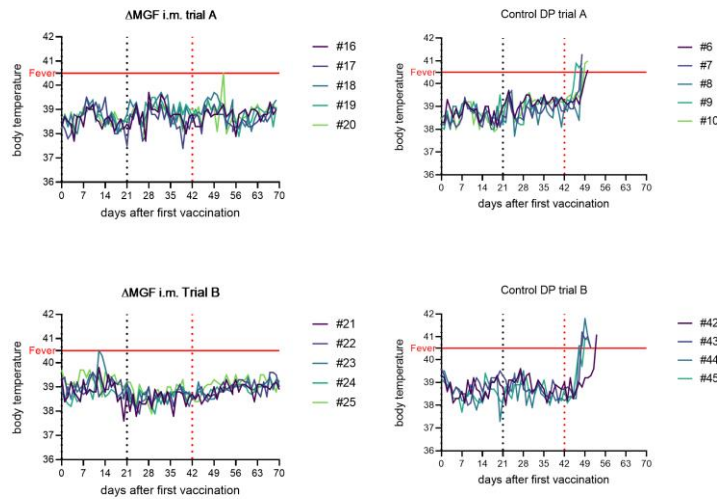 ΔMGF i.m. trial A
42
41
Fever
40
39
38
37
36
body temperature
0 7 14 21 28 35 42 49 56 63 70
days after first vaccination
#16
#17
#18
#19
#20
Control DP trial A
42
41
Fever
40
39
38
37
36
body temperature
0 7 14 21 28 35 42 49 56 63 70
days after first vaccination
#6
#7
#8
#9
#10
ΔMGF i.m. Trial B
42
41
Fever
40
39
38
37
36
body temperature
0 7 14 21 28 35 42 49 56 63 70
days after first vaccination
#21
#22
#23
#24
#25
Control DP trial B
42
41
Fever
40
39
38
37
36
body temperature
0 7 14 21 28 35 42 49 56 63 70
days after first vaccination
#42
#43
#44
#45